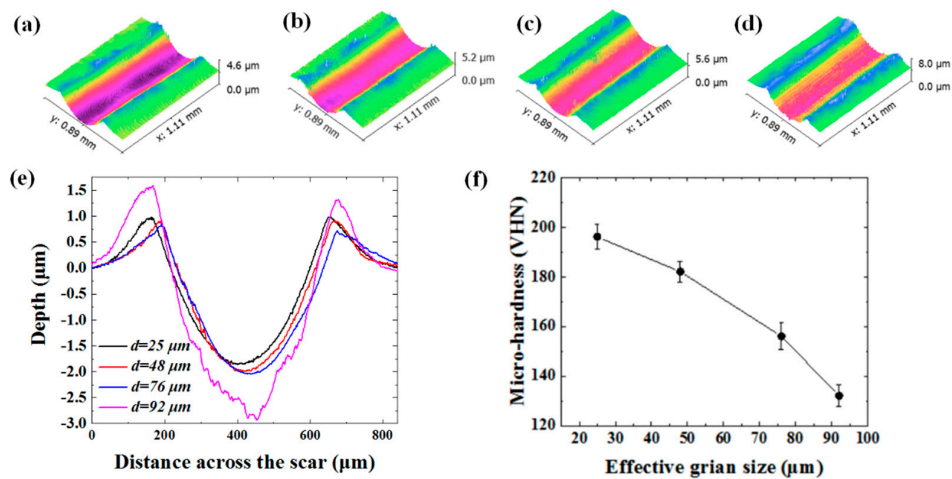 (a)
4.6 µm
0.0 µm
y: 0.89 mm
x: 1.11 mm
(b)
5.2 µm
0.0 µm
y: 0.89 mm
x: 1.11 mm
(c)
5.6 µm
0.0 µm
y: 0.89 mm
x: 1.11 mm
(d)
8.0 µm
0.0 µm
y: 0.89 mm
x: 1.11 mm
(e)
1.5
1.0
0.5
0.0
-0.5
-1.0
-1.5
-2.0
-2.5
-3.0
Depth (µm)
d=25 µm
d=48 µm
d=76 µm
d=92 µm
0 200 400 600 800
Distance across the scar (µm)
(f)
220
200
180
160
140
120
Micro-hardness (VHN)
20 30 40 50 60 70 80 90 100
Effective grian size (µm)